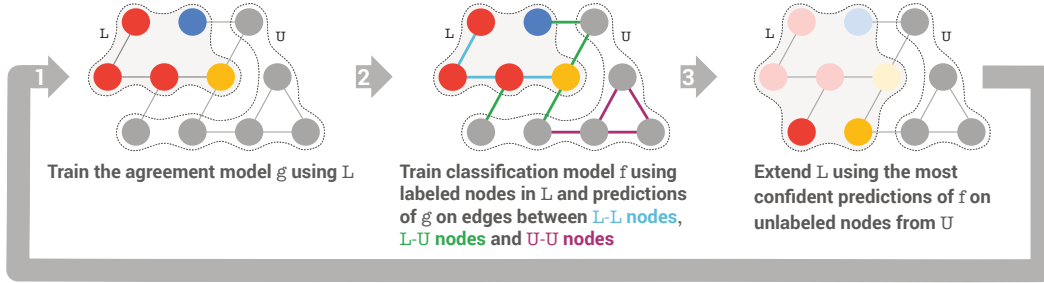 L
U
1
Train the agreement model g using L
L
U
2
Train classification model f using
labeled nodes in L and predictions
of g on edges between L-L nodes,
L-U nodes and U-U nodes
L
U
3
Extend L using the most
confident predictions of f on
unlabeled nodes from U